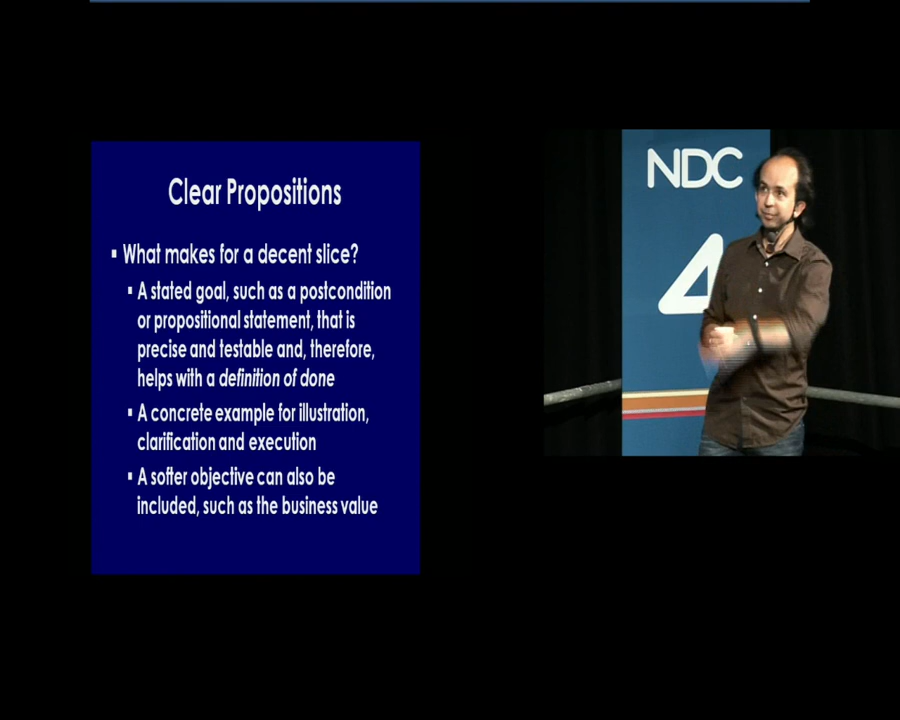 Clear Propositions
▪ What makes for a decent slice?
▪ A stated goal, such as a postcondition
or propositional statement, that is
precise and testable and, therefore,
helps with a definition of done
▪ A concrete example for illustration,
clarification and execution
▪ A softer objective can also be
included, such as the business value
NDC
4